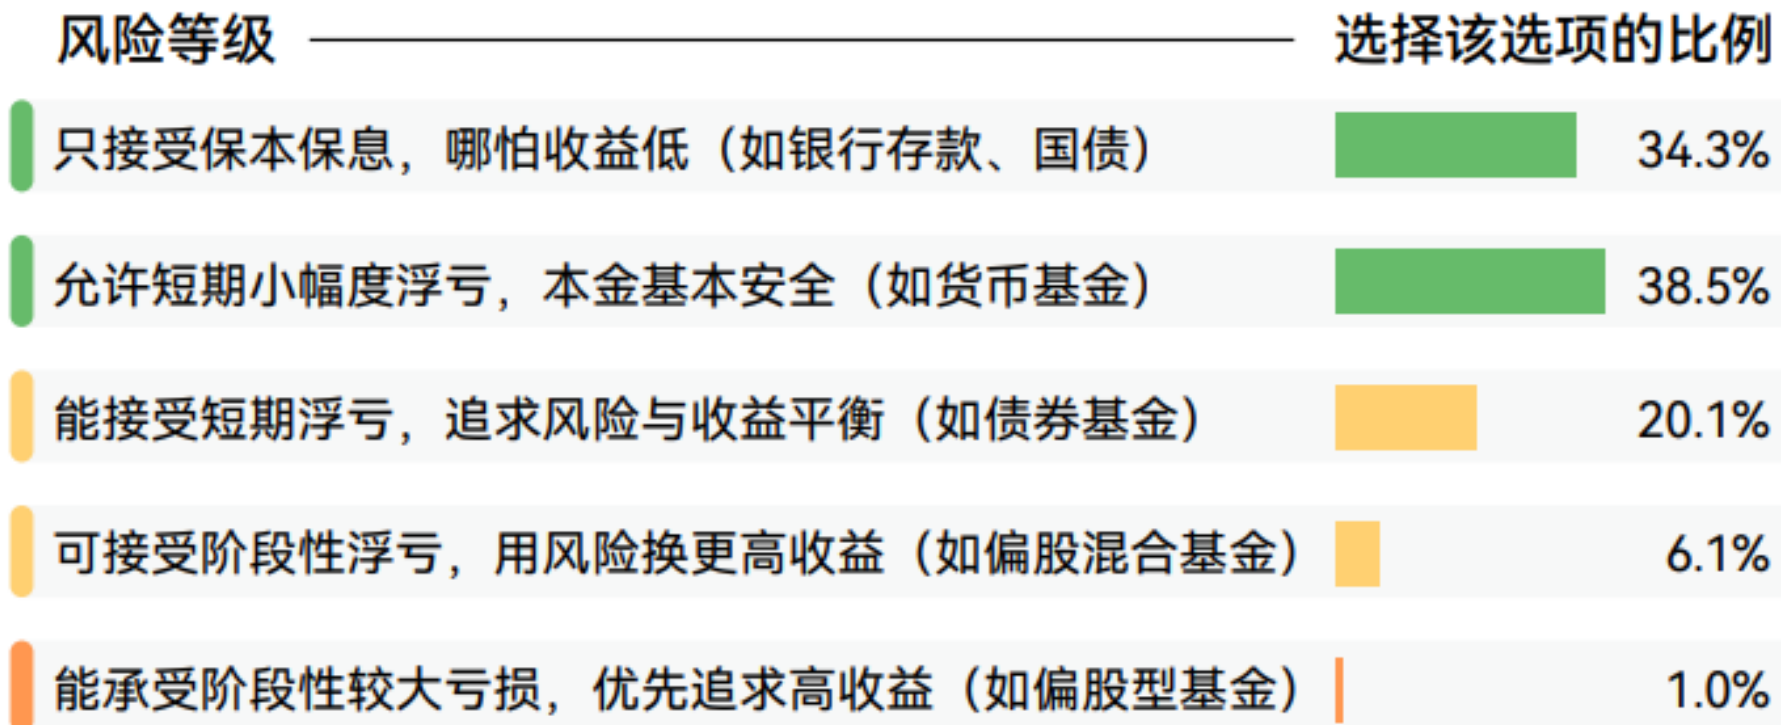 风险等级 选择该选项的比例
只接受保本保息，哪怕收益低（如银行存款、国债） 34.3%
允许短期小幅度浮亏，本金基本安全（如货币基金） 38.5%
能接受短期浮亏，追求风险与收益平衡（如债券基金） 20.1%
可接受阶段性浮亏，用风险换更高收益（如偏股混合基金） 6.1%
能承受阶段性较大亏损，优先追求高收益（如偏股型基金） 1.0%